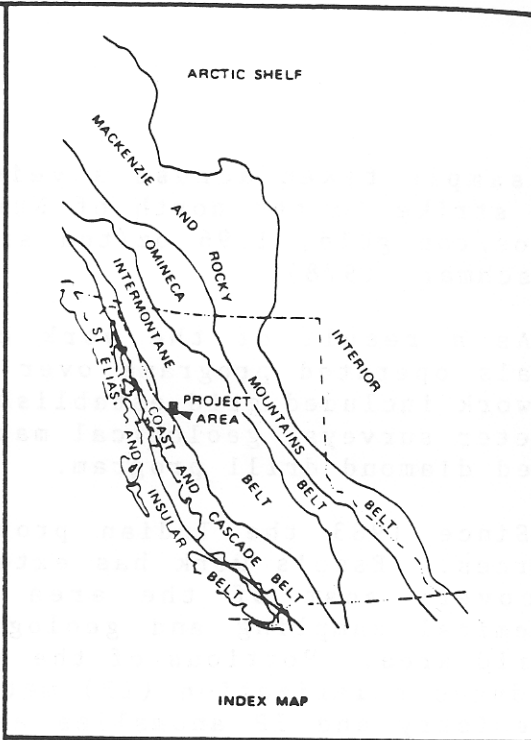 ARCTIC SHELF
MACKENZIE AND ROCKY MOUNTAINS BELT
OMINECA BELT
INTERMONTANE BELT
INTERIOR
PROJECT
AREA
COAST AND CASCADE BELT
ST. ELIAS AND INSULAR BELT
INDEX MAP